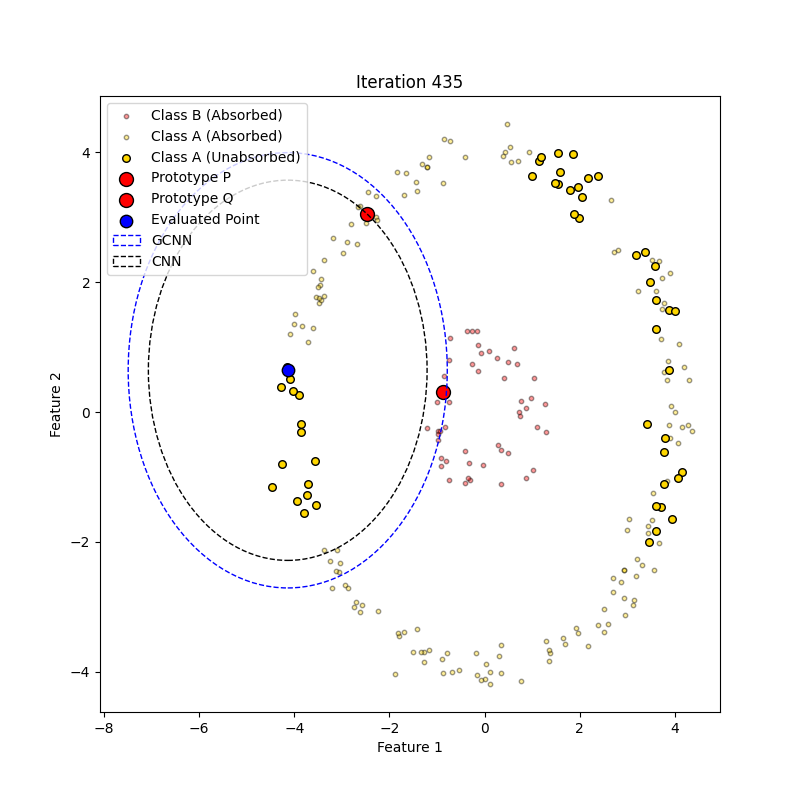 Iteration 435
Class B (Absorbed)
Class A (Absorbed)
Class A (Unabsorbed)
Prototype P
Prototype Q
Evaluated Point
GCNN
CNN
4
2
0
−2
−4
Feature 2
−8
−6
−4
−2
0
2
4
Feature 1